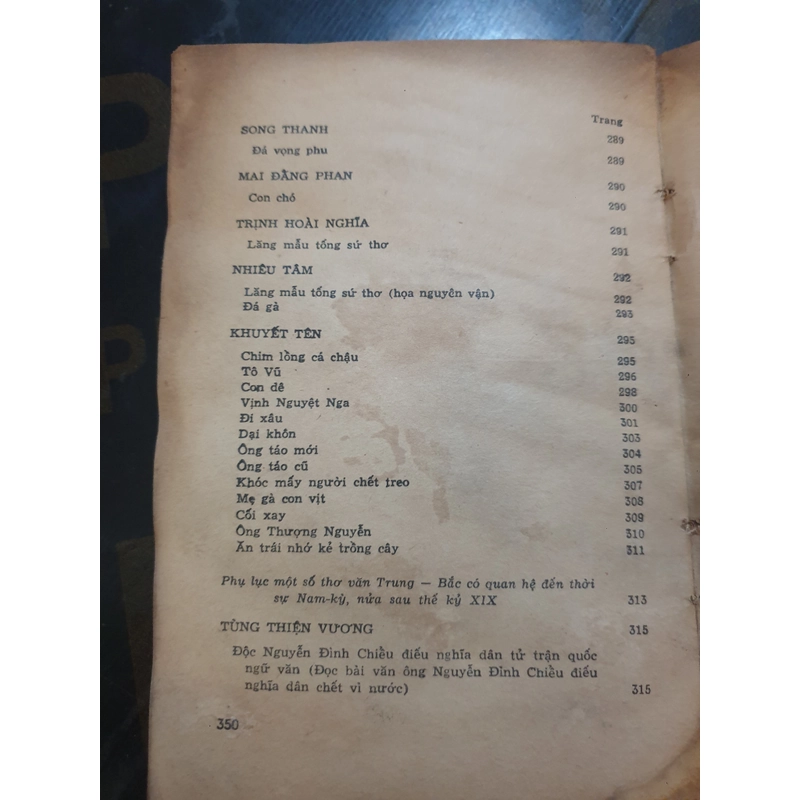 Trang
SONG THANH 289
Đá vọng phu 289
MAI ĐẰNG PHAN 290
Con chó 290
TRỊNH HOÀI NGHĨA 291
Lăng mẫu tống sứ thơ 291
NHIÊU TÂM 292
Lăng mẫu tống sứ thơ (họa nguyên vận) 292
Đá gà 293
KHUYẾT TÊN 295
Chim lồng cá chậu 295
Tô Vũ 296
Con dê 298
Vịnh Nguyệt Nga 300
Đi xâu 301
Dại khôn 303
Ông táo mới 304
Ông táo cũ 305
Khóc mấy người chết treo 307
Mẹ gà con vịt 308
Cối xay 309
Ông Thượng Nguyễn 310
Ăn trái nhớ kẻ trồng cây 311
Phụ lục một số thơ văn Trung — Bắc có quan hệ đến thời
sự Nam-kỳ, nửa sau thế kỷ XIX 313
TÙNG THIỆN VƯƠNG 315
Độc Nguyễn Đình Chiểu điếu nghĩa dân tử trận quốc
ngữ văn (Đọc bài văn ông Nguyễn Đình Chiểu điếu
nghĩa dân chết vì nước) 315
350